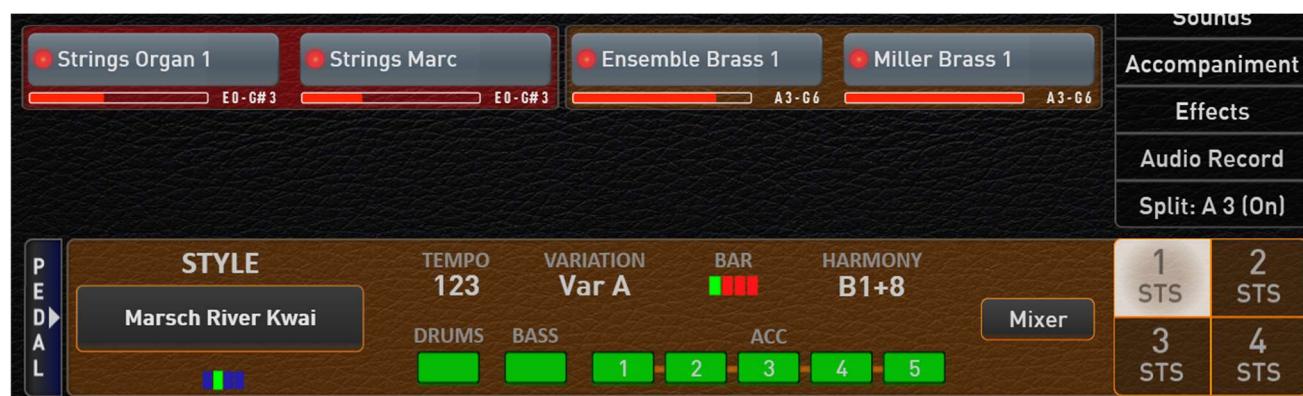 Sounds
Strings Organ 1
Strings Marc
Ensemble Brass 1
Miller Brass 1
Accompaniment
E0-G#3
E0-G#3
A3-G6
A3-G6
Effects
Audio Record
Split: A 3 (On)
PEDAL
STYLE
TEMPO
VARIATION
BAR
HARMONY
123
Var A
B1+8
Marsch River Kwai
Mixer
DRUMS
BASS
ACC
1
2
3
4
5
1
STS
2
STS
3
STS
4
STS